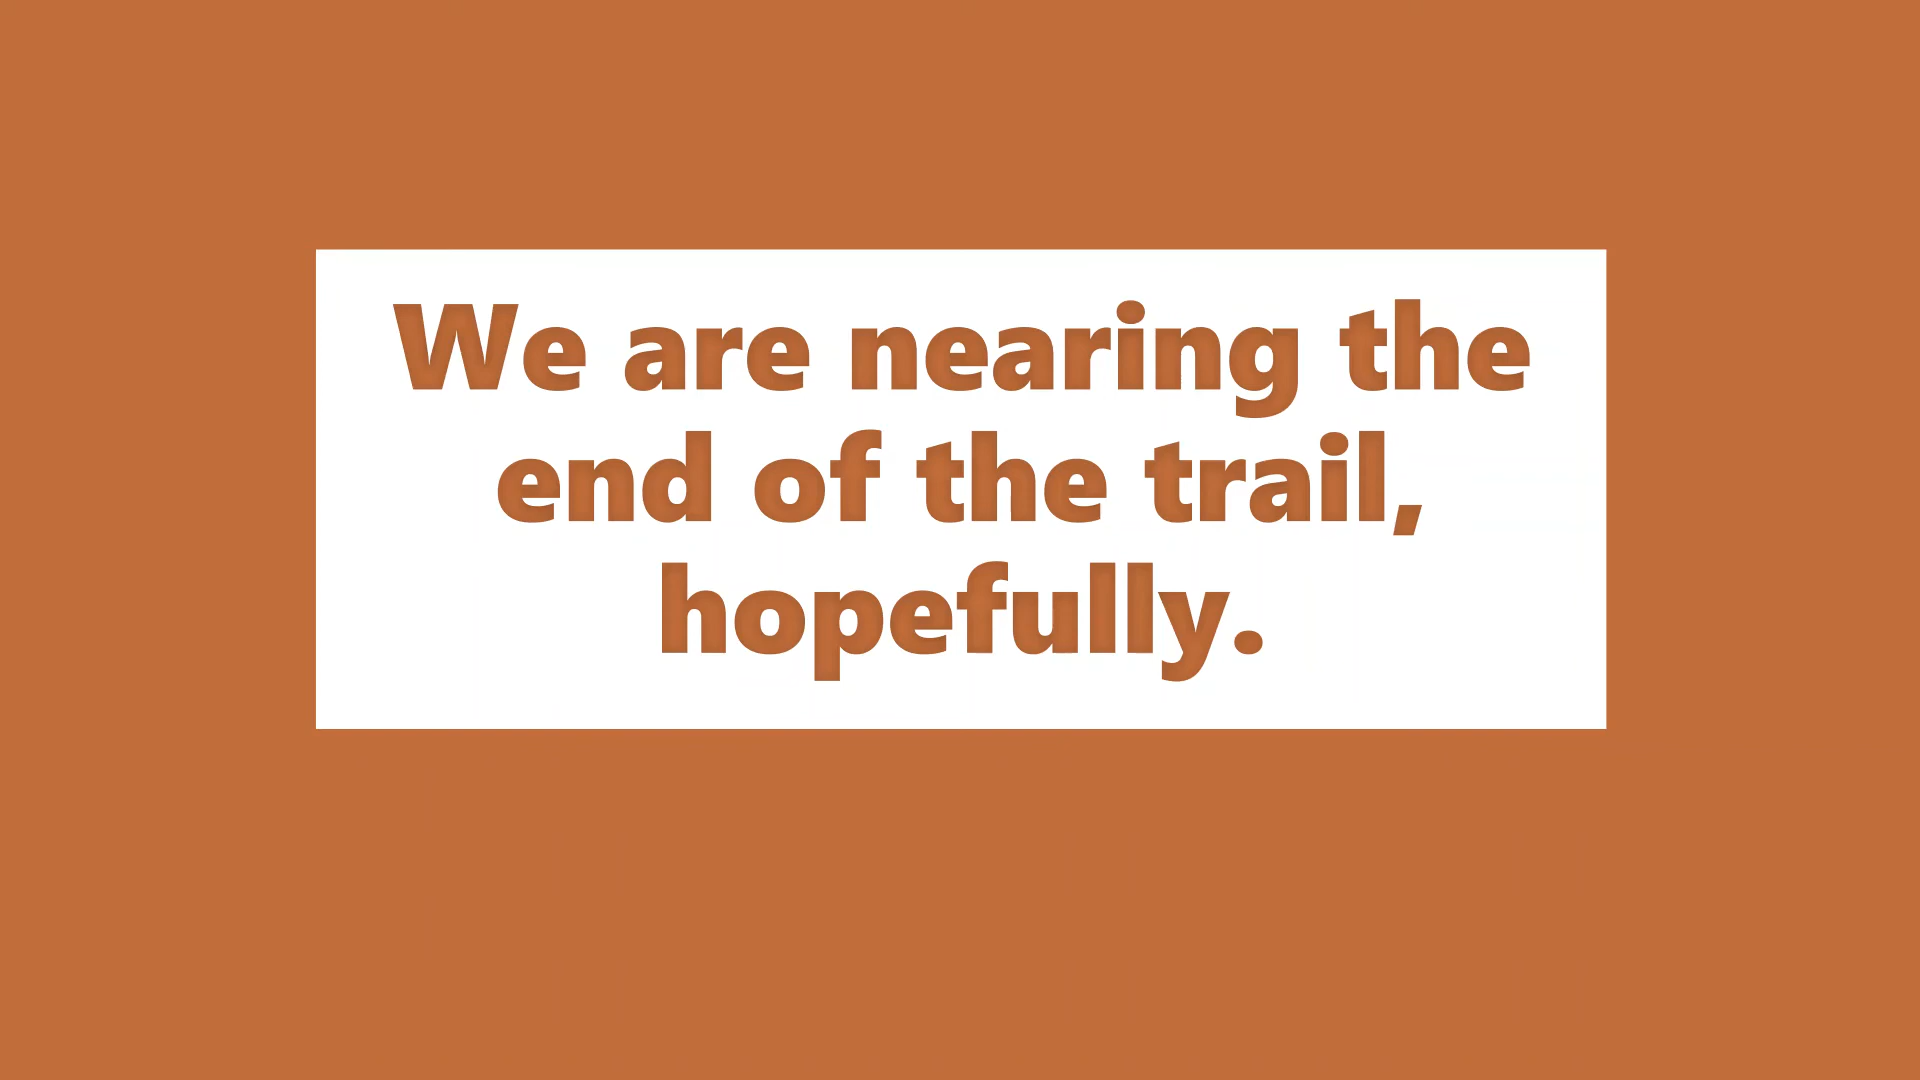 We are nearing the
end of the trail,
hopefully.